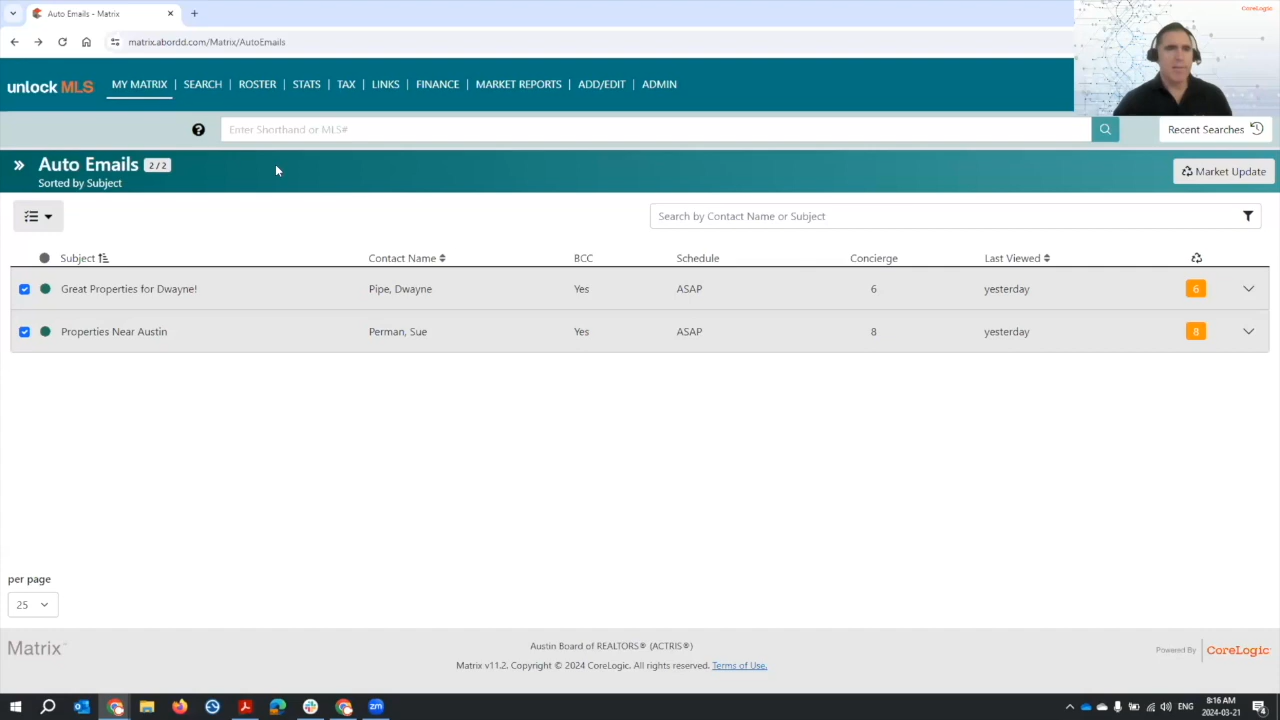 Auto Emails - Matrix
matrix.abordd.com/Matrix/AutoEmails
CoreLogic
unlock MLS
MY MATRIX | SEARCH | ROSTER | STATS | TAX | LINKS | FINANCE | MARKET REPORTS | ADD/EDIT | ADMIN
Enter Shorthand or MLS#
Recent Searches
Auto Emails 2/2
Sorted by Subject
Market Update
Search by Contact Name or Subject
Subject Contact Name BCC Schedule Concierge Last Viewed
Great Properties for Dwayne! Pipe, Dwayne Yes ASAP 6 yesterday 6
Properties Near Austin Perman, Sue Yes ASAP 8 yesterday 8
per page
25
Matrix™
Austin Board of REALTORS® (ACTRIS®)
Matrix v11.2. Copyright © 2024 CoreLogic. All rights reserved. Terms of Use.
Powered By CoreLogic
ENG
8:16 AM
2024-03-21
4